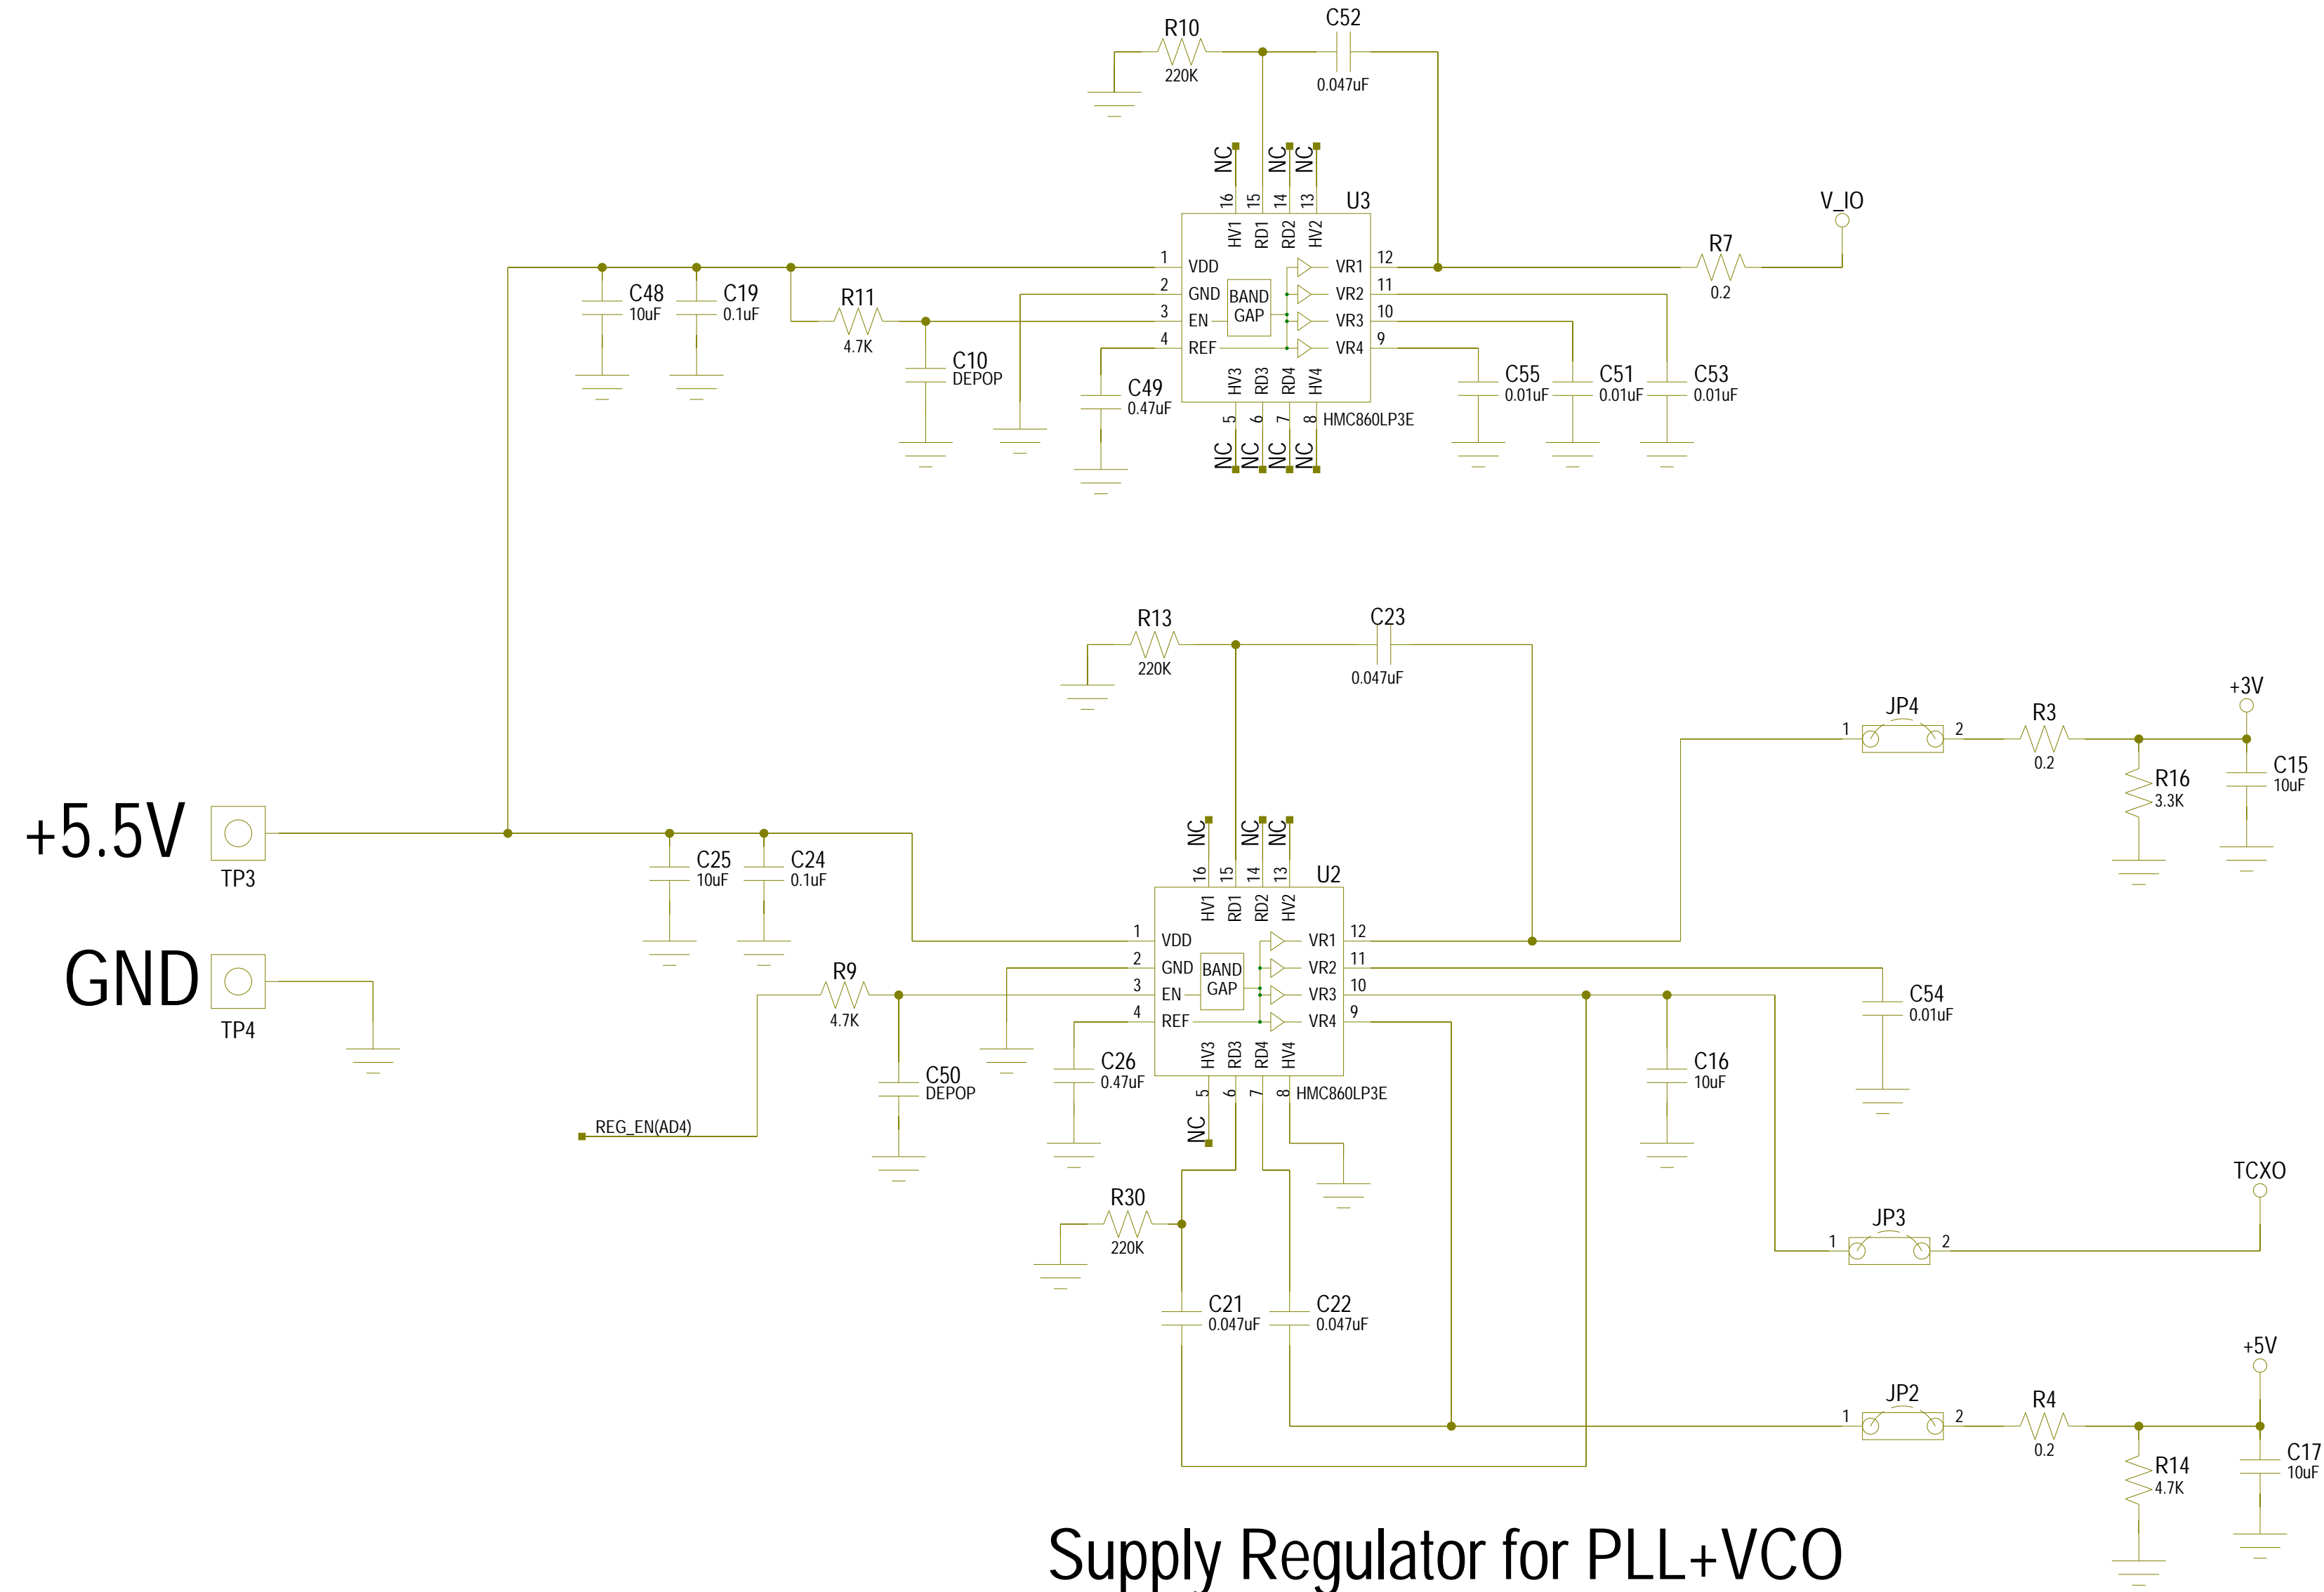 R10
220K
C52
0.047uF
NC
NC
NC
16
15
14
13
U3
HV1
RD1
RD2
HV2
V_IO
1
VDD
2
GND
3
EN
4
REF
BAND
GAP
VR1
12
VR2
11
VR3
10
VR4
9
R7
0.2
C48
10uF
C19
0.1uF
R11
4.7K
C10
DEPOP
C49
0.47uF
HV3
RD3
RD4
HV4
5
6
7
8
HMC860LP3E
NC
NC
NC
NC
C55
0.01uF
C51
0.01uF
C53
0.01uF
R13
220K
C23
0.047uF
+3V
JP4
1
2
R3
0.2
R16
3.3K
C15
10uF
+5.5V
TP3
C25
10uF
C24
0.1uF
NC
NC
NC
16
15
14
13
U2
HV1
RD1
RD2
HV2
GND
TP4
1
VDD
2
GND
3
EN
4
REF
BAND
GAP
VR1
12
VR2
11
VR3
10
VR4
9
R9
4.7K
C50
DEPOP
C26
0.47uF
HV3
RD3
RD4
HV4
5
6
7
8
HMC860LP3E
NC
C16
10uF
C54
0.01uF
REG_EN(AD4)
R30
220K
TCXO
JP3
1
2
C21
0.047uF
C22
0.047uF
+5V
JP2
1
2
R4
0.2
R14
4.7K
C17
10uF
Supply Regulator for PLL+VCO